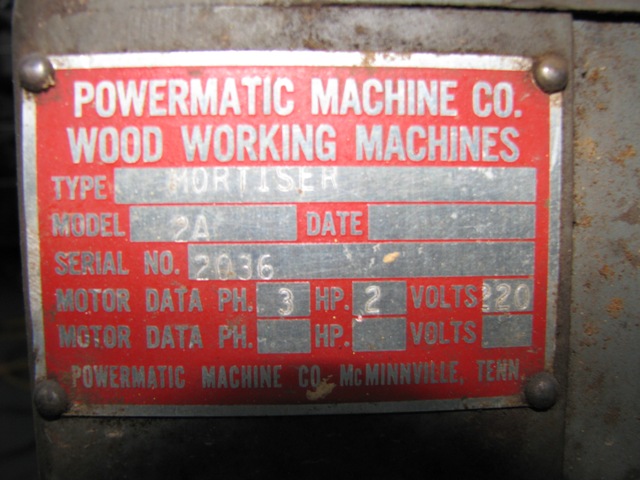 POWERMATIC MACHINE CO.
WOOD WORKING MACHINES
TYPE MORTISER
MODEL 2A DATE
SERIAL NO. 2036
MOTOR DATA PH. 3 HP. 2 VOLTS 220
MOTOR DATA PH. HP. VOLTS
POWERMATIC MACHINE CO. McMINNVILLE, TENN.